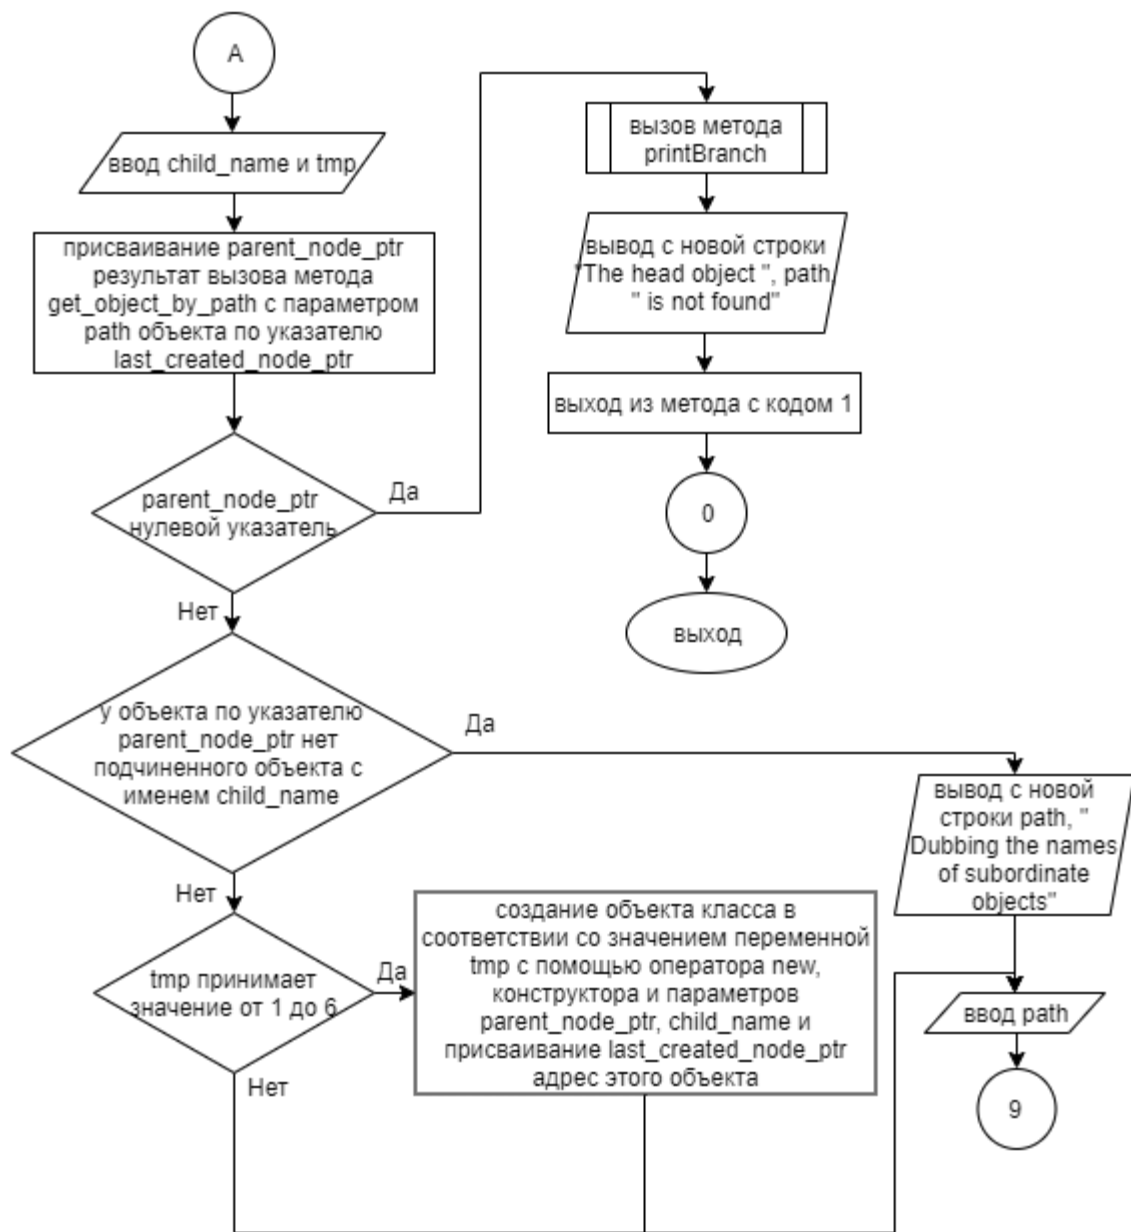 A
ввод child_name и tmp
присваивание parent_node_ptr
результат вызова метода
get_object_by_path с параметром
path объекта по указателю
last_created_node_ptr
parent_node_ptr
нулевой указатель
Да
вызов метода
printBranch
вывод с новой строки
"The head object ", path,
" is not found"
выход из метода с кодом 1
0
выход
Нет
у объекта по указателю
parent_node_ptr нет
подчиненного объекта с
именем child_name
Да
вывод с новой
строки path, "
Dubbing the names
of subordinate
objects"
Нет
tmp принимает
значение от 1 до 6
Да
создание объекта класса в
соответствии со значением переменной
tmp с помощью оператора new,
конструктора и параметров
parent_node_ptr, child_name и
присваивание last_created_node_ptr
адрес этого объекта
Нет
ввод path
9